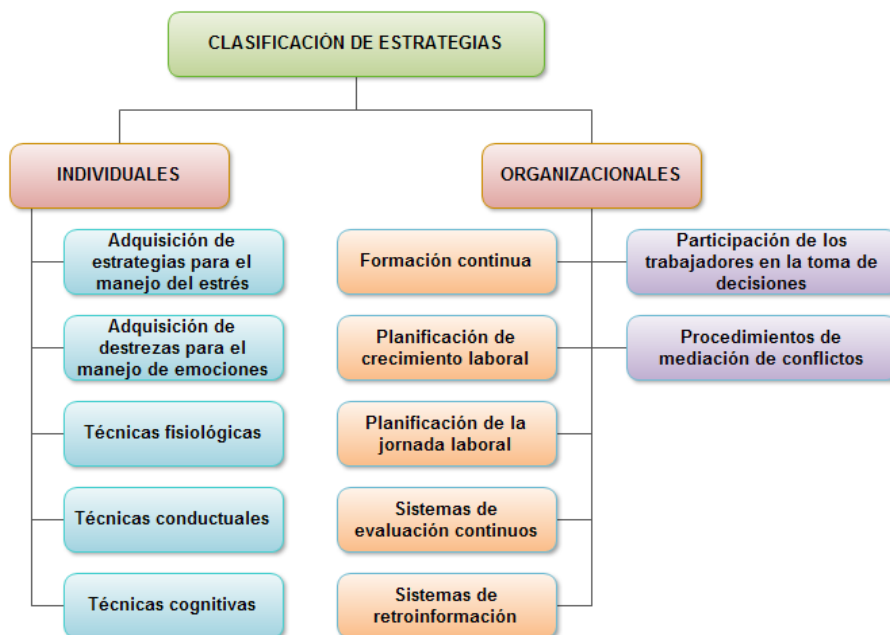 CLASIFICACIÓN DE ESTRATEGIAS
INDIVIDUALES
Adquisición de
estrategias para el
manejo del estrés
Adquisición de
destrezas para el
manejo de emociones
Técnicas fisiológicas
Técnicas conductuales
Técnicas cognitivas
ORGANIZACIONALES
Formación continua
Planificación de
crecimiento laboral
Planificación de la
jornada laboral
Sistemas de
evaluación continuos
Sistemas de
retroinformación
Participación de los
trabajadores en la toma de
decisiones
Procedimientos de
mediación de conflictos